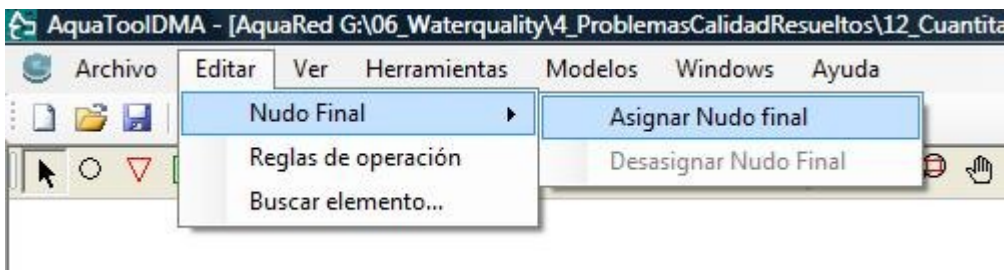 AquaToolDMA - [AquaRed G:\06_Waterquality\4_ProblemasCalidadResueltos\12_Cuantita
Archivo Editar Ver Herramientas Modelos Windows Ayuda
Nudo Final Asignar Nudo final
Reglas de operación Desasignar Nudo Final
Buscar elemento...